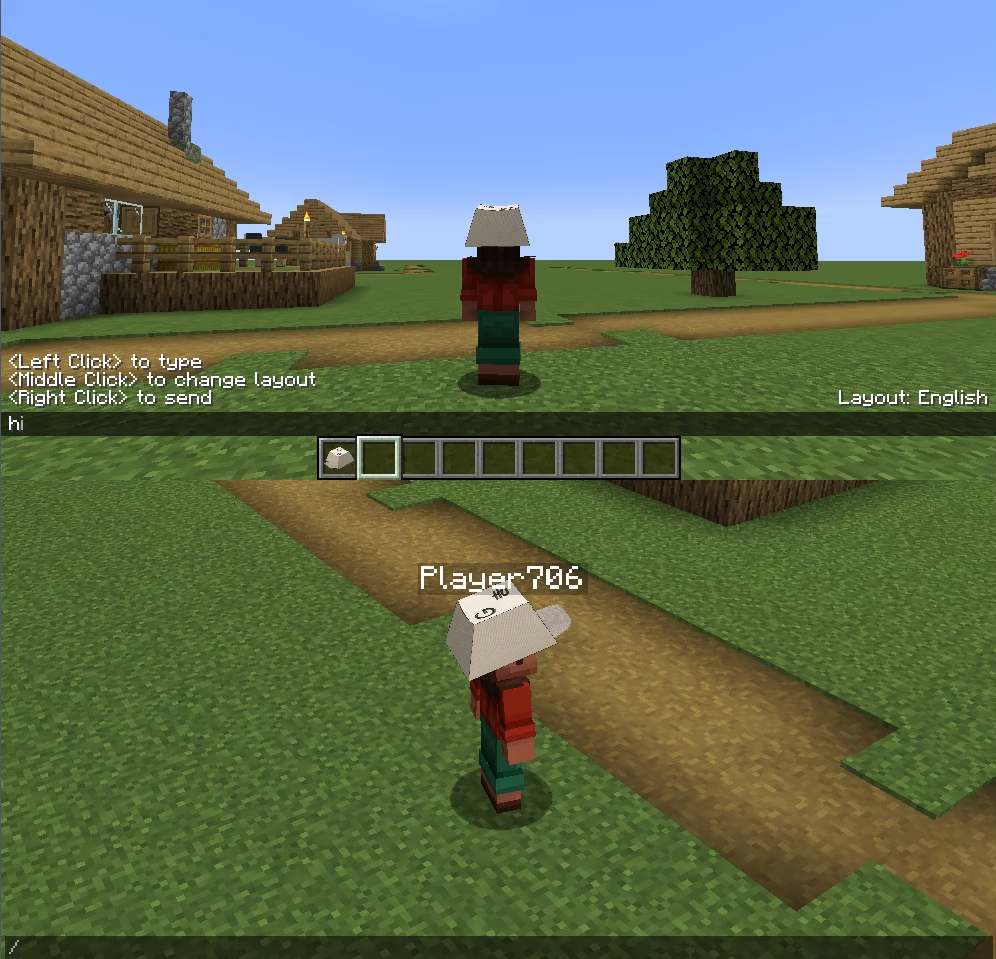 <Left Click> to type
<Middle Click> to change layout
<Right Click> to send
Layout: English
hi
Player706
G
/